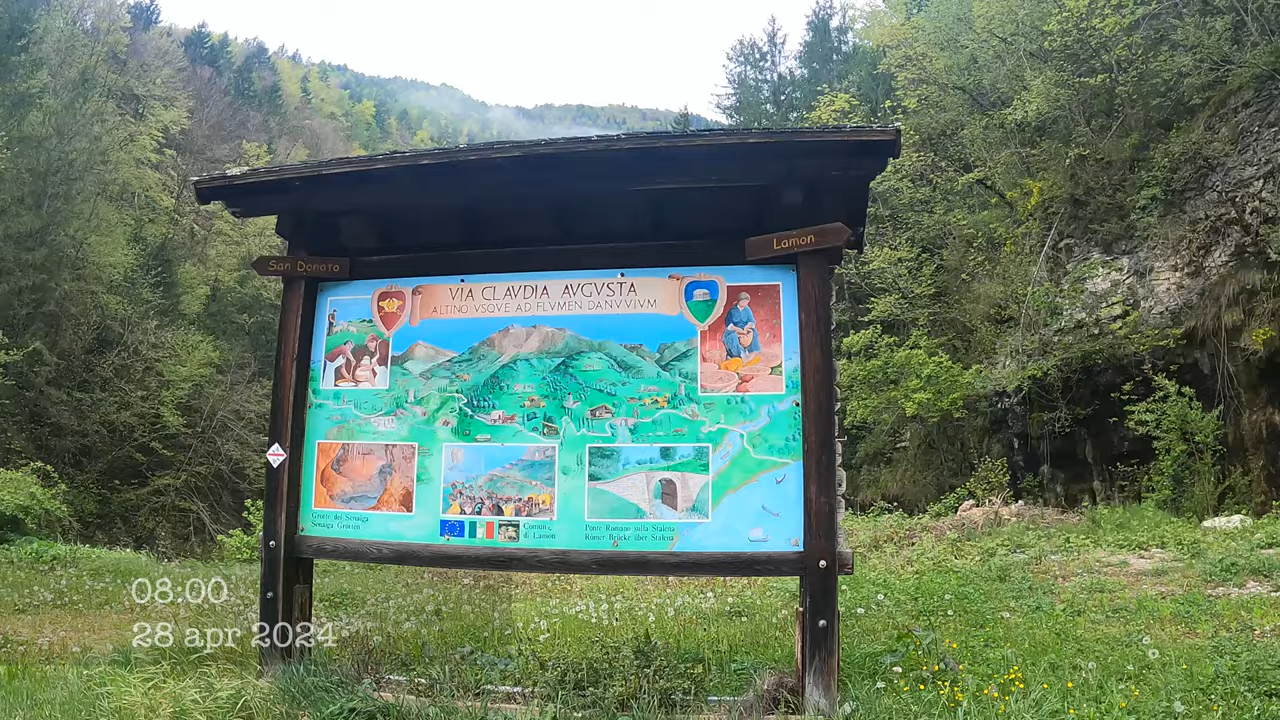 San Donato
Lamon
VIA CLAVDIA AVGVSTA
ALTINO VSQVE AD FLVMEN DANVVIVM
Grotte del Senaiga
Senaiga Grotten
Comune
di Lamon
Ponte Romano sulla Stalena
Römer Brücke über Stalena
08:00
28 apr 2024